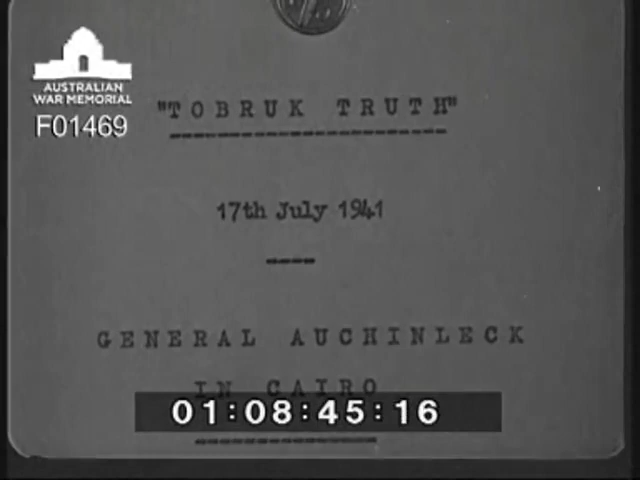 AUSTRALIAN
WAR MEMORIAL
F01469
"TOBRUK TRUTH"
17th July 1941
GENERAL AUCHINLECK
IN CAIRO
01:08:45:16